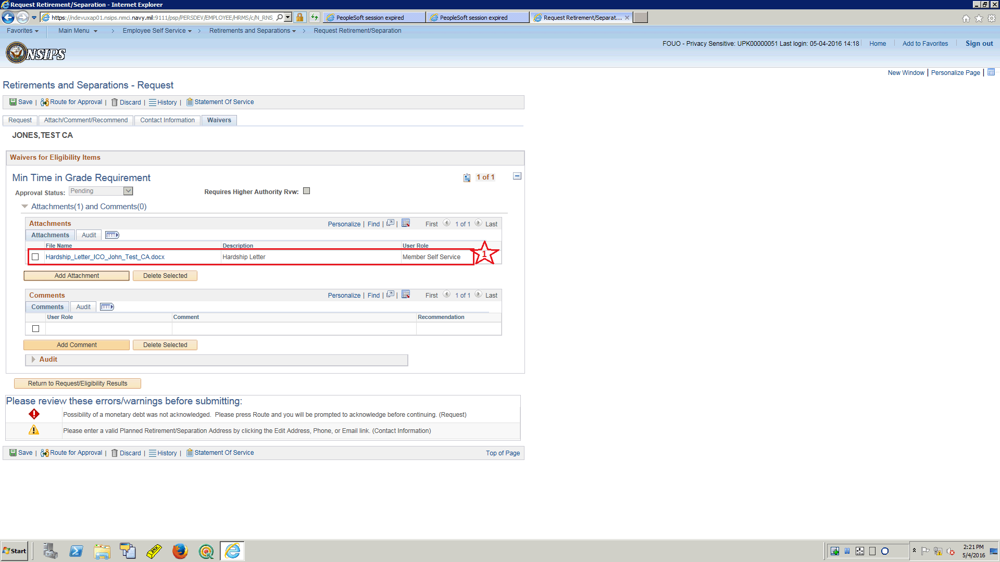 Request Retirement/Separation - Internet Explorer
https://ndevuxap01.nsips.nmci.navy.mil:9111/psp/PERSDEV/EMPLOYEE/HRMS/c/N_RNS_
PeopleSoft session expired
PeopleSoft session expired
Request Retirement/Separat...
Favorites
Main Menu
Employee Self Service
Retirements and Separations
Request Retirement/Separation
NSIPS
FOUO - Privacy Sensitive: UPK00000051 Last login: 05-04-2016 14:18
Home
Add to Favorites
Sign out
New Window | Personalize Page |
Retirements and Separations - Request
Save | Route for Approval | Discard | History | Statement Of Service
Request
Attach/Comment/Recommend
Contact Information
Waivers
JONES,TEST CA
Waivers for Eligibility Items
Min Time in Grade Requirement
1 of 1
Approval Status: Pending
Requires Higher Authority Rvw:
Attachments(1) and Comments(0)
Attachments
Personalize | Find | |
First 1 of 1 Last
Attachments
Audit
File Name
Description
User Role
Hardship_Letter_ICO_John_Test_CA.docx
Hardship Letter
Member Self Service
1
Add Attachment
Delete Selected
Comments
Personalize | Find | |
First 1 of 1 Last
Comments
Audit
User Role
Comment
Recommendation
Add Comment
Delete Selected
Audit
Return to Request/Eligibility Results
Please review these errors/warnings before submitting:
Possibility of a monetary debt was not acknowledged. Please press Route and you will be prompted to acknowledge before continuing. (Request)
Please enter a valid Planned Retirement/Separation Address by clicking the Edit Address, Phone, or Email link. (Contact Information)
Save | Route for Approval | Discard | History | Statement Of Service
Top of Page
Start
2:21 PM
5/4/2016